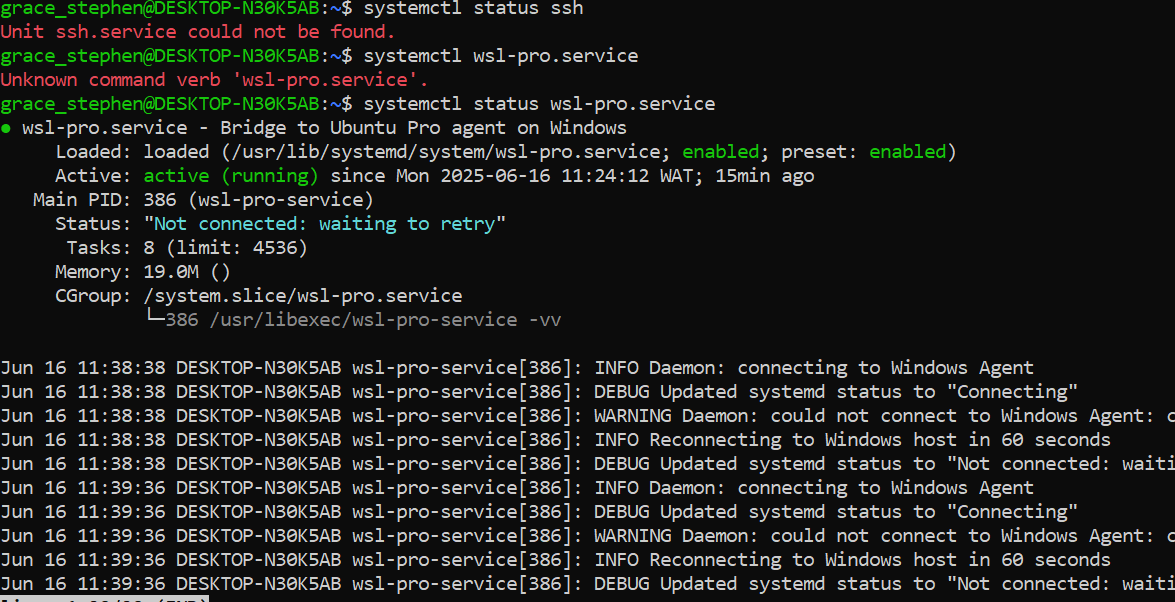 grace_stephen@DESKTOP-N30K5AB:~$ systemctl status ssh
Unit ssh.service could not be found.
grace_stephen@DESKTOP-N30K5AB:~$ systemctl wsl-pro.service
Unknown command verb 'wsl-pro.service'.
grace_stephen@DESKTOP-N30K5AB:~$ systemctl status wsl-pro.service
● wsl-pro.service - Bridge to Ubuntu Pro agent on Windows
     Loaded: loaded (/usr/lib/systemd/system/wsl-pro.service; enabled; preset: enabled)
     Active: active (running) since Mon 2025-06-16 11:24:12 WAT; 15min ago
   Main PID: 386 (wsl-pro-service)
     Status: "Not connected: waiting to retry"
      Tasks: 8 (limit: 4536)
     Memory: 19.0M ()
     CGroup: /system.slice/wsl-pro.service
             └─386 /usr/libexec/wsl-pro-service -vv
Jun 16 11:38:38 DESKTOP-N30K5AB wsl-pro-service[386]: INFO Daemon: connecting to Windows Agent
Jun 16 11:38:38 DESKTOP-N30K5AB wsl-pro-service[386]: DEBUG Updated systemd status to "Connecting"
Jun 16 11:38:38 DESKTOP-N30K5AB wsl-pro-service[386]: WARNING Daemon: could not connect to Windows Agent: c
Jun 16 11:38:38 DESKTOP-N30K5AB wsl-pro-service[386]: INFO Reconnecting to Windows host in 60 seconds
Jun 16 11:38:38 DESKTOP-N30K5AB wsl-pro-service[386]: DEBUG Updated systemd status to "Not connected: waiti
Jun 16 11:39:36 DESKTOP-N30K5AB wsl-pro-service[386]: INFO Daemon: connecting to Windows Agent
Jun 16 11:39:36 DESKTOP-N30K5AB wsl-pro-service[386]: DEBUG Updated systemd status to "Connecting"
Jun 16 11:39:36 DESKTOP-N30K5AB wsl-pro-service[386]: WARNING Daemon: could not connect to Windows Agent: c
Jun 16 11:39:36 DESKTOP-N30K5AB wsl-pro-service[386]: INFO Reconnecting to Windows host in 60 seconds
Jun 16 11:39:36 DESKTOP-N30K5AB wsl-pro-service[386]: DEBUG Updated systemd status to "Not connected: waiti